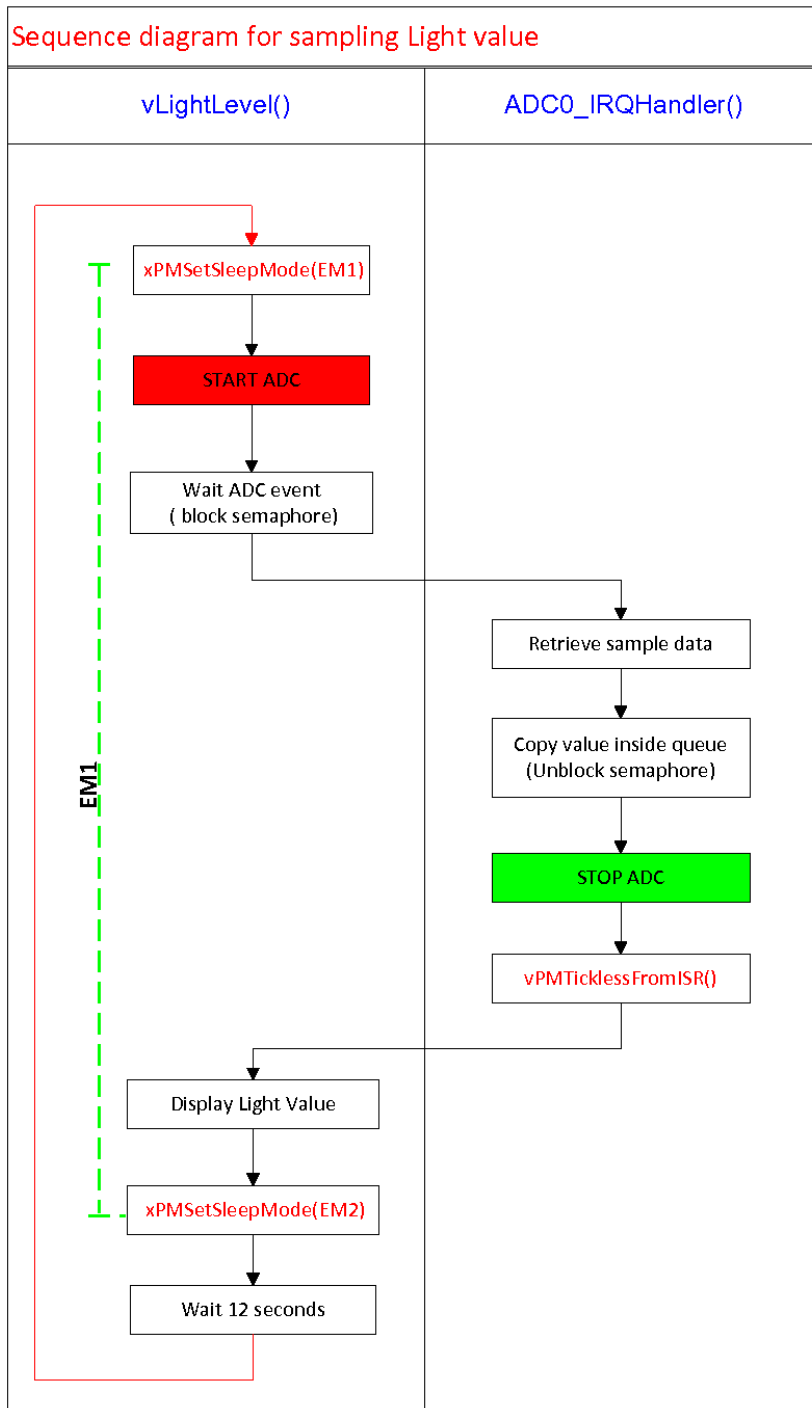 Sequence diagram for sampling Light value
vLightLevel()
ADC0_IRQHandler()
xPMSetSleepMode(EM1)
START ADC
Wait ADC event
( block semaphore)
Retrieve sample data
Copy value inside queue
(Unblock semaphore)
EM1
STOP ADC
vPMTicklessFromISR()
Display Light Value
xPMSetSleepMode(EM2)
Wait 12 seconds